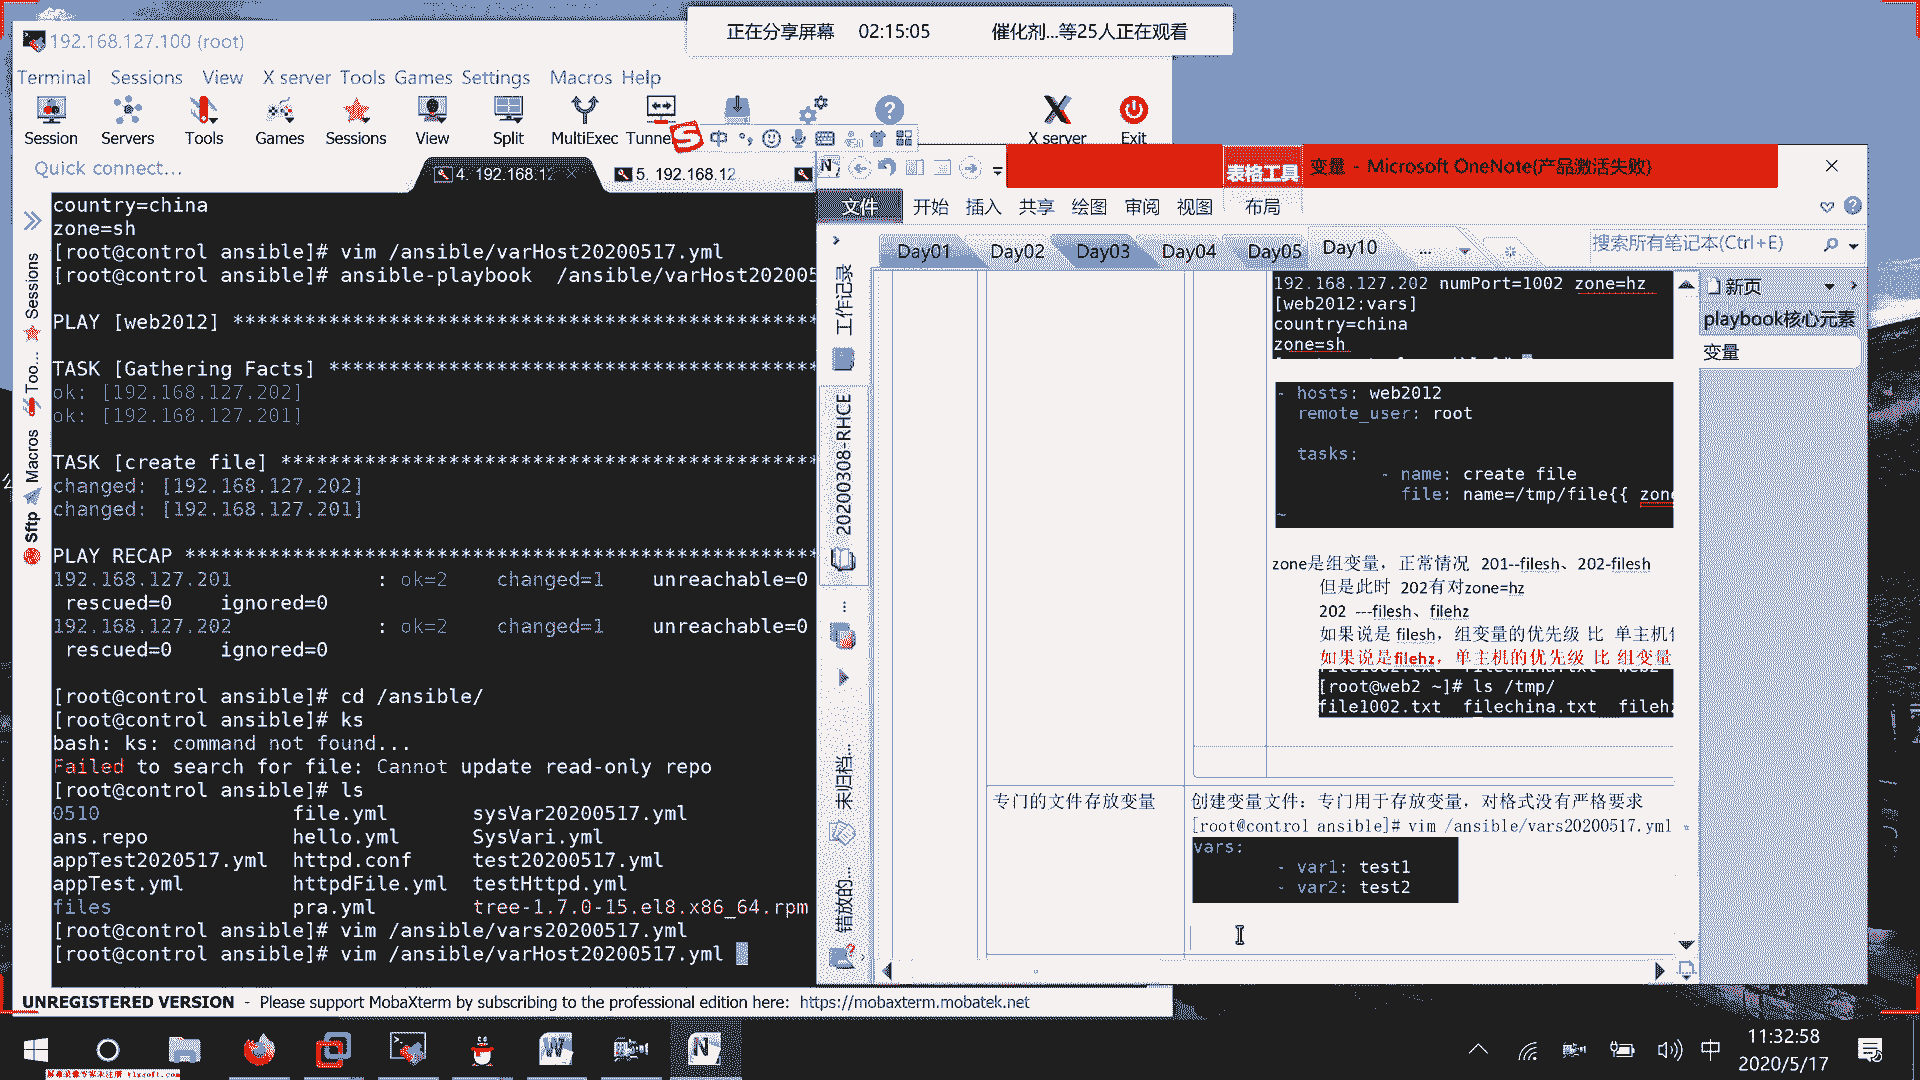 正在分享屏幕 02:15:05 催化剂...等25人正在观看
192.168.127.100 (root)
Terminal Sessions View X server Tools Games Settings Macros Help
Session Servers Tools Games Sessions View Split MultiExec Tunne X server Exit
中
Quick connect...
4. 192.168.12
5. 192.168.12
Sessions
Too...
Macros
Sftp
country=china
zone=sh
[root@control ansible]# vim /ansible/varHost20200517.yml
[root@control ansible]# ansible-playbook  /ansible/varHost202005
PLAY [web2012] *************************************************
TASK [Gathering Facts] *****************************************
ok: [192.168.127.202]
ok: [192.168.127.201]
TASK [create file] *********************************************
changed: [192.168.127.202]
changed: [192.168.127.201]
PLAY RECAP *****************************************************
192.168.127.201 : ok=2 changed=1 unreachable=0
rescued=0 ignored=0
192.168.127.202 : ok=2 changed=1 unreachable=0
rescued=0 ignored=0
[root@control ansible]# cd /ansible/
[root@control ansible]# ks
bash: ks: command not found...
Failed to search for file: Cannot update read-only repo
[root@control ansible]# ls
0510 file.yml sysVar20200517.yml
ans.repo hello.yml SysVari.yml
appTest2020517.yml httpd.conf test20200517.yml
appTest.yml httpdFile.yml testHttpd.yml
files pra.yml tree-1.7.0-15.el8.x86_64.rpm
[root@control ansible]# vim /ansible/vars20200517.yml
[root@control ansible]# vim /ansible/varHost20200517.yml
UNREGISTERED VERSION - Please support MobaXterm by subscribing to the professional edition here: https://mobaxterm.mobatek.net
表格工具 变量 - Microsoft OneNote(产品激活失败)
文件 开始 插入 共享 绘图 审阅 视图 布局
Day01 Day02 Day03 Day04 Day05 Day10 ...
搜索所有笔记本(Ctrl+E)
工作记录
20200308-RHCE
...
未归档...
错放的...
新页
playbook核心元素
变量
192.168.127.202 numPort=1002 zone=hz
[web2012:vars]
country=china
zone=sh
- hosts: web2012
remote_user: root
tasks:
- name: create file
file: name=/tmp/file{{ zone
~
zone是组变量，正常情况 201--filesh、202-filesh
但是此时 202有对zone=hz
202 ---filesh、filehz
如果说是 filesh，组变量的优先级 比 单主机
如果说是filehz，单主机的优先级 比 组变量
[root@web2 ~]# ls /tmp/
file1002.txt filechina.txt fileh
专门的文件存放变量
创建变量文件：专门用于存放变量，对格式没有严格要求
[root@control ansible]# vim /ansible/vars20200517.yml
vars:
- var1: test1
- var2: test2
中
11:32:58
2020/5/17
屏幕录像专家未注册 tlxsoft.com